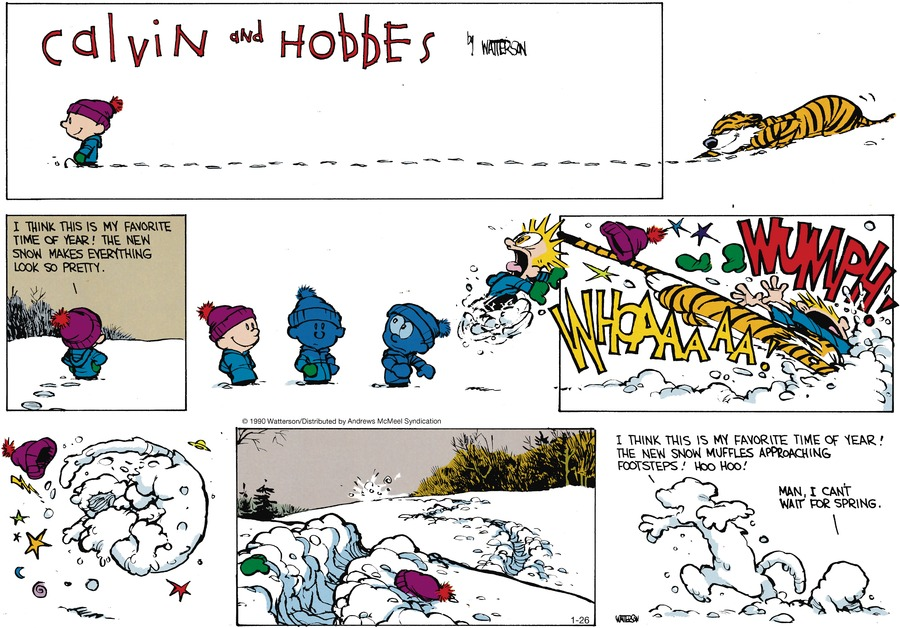 Calvin and Hobbes by WATTERSON
I THINK THIS IS MY FAVORITE
TIME OF YEAR! THE NEW
SNOW MAKES EVERYTHING
LOOK SO PRETTY.
WHOAAAAA
WUMPH!
© 1990 Watterson/Distributed by Andrews McMeel Syndication
1-26
I THINK THIS IS MY FAVORITE TIME OF YEAR!
THE NEW SNOW MUFFLES APPROACHING
FOOTSTEPS! HOO HOO!
MAN, I CAN'T
WAIT FOR SPRING.
WATTERSON